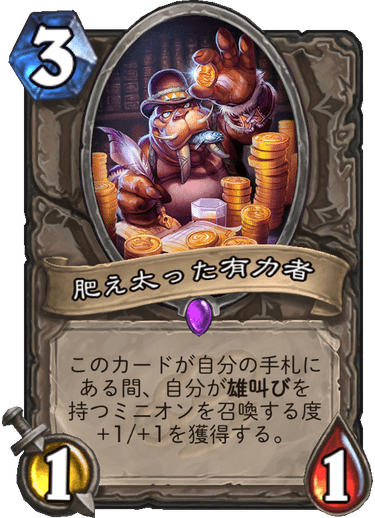 3
肥え太った有力者
このカードが自分の手札に
ある間、自分が雄叫びを
持つミニオンを召喚する度
+1/+1を獲得する。
1
1